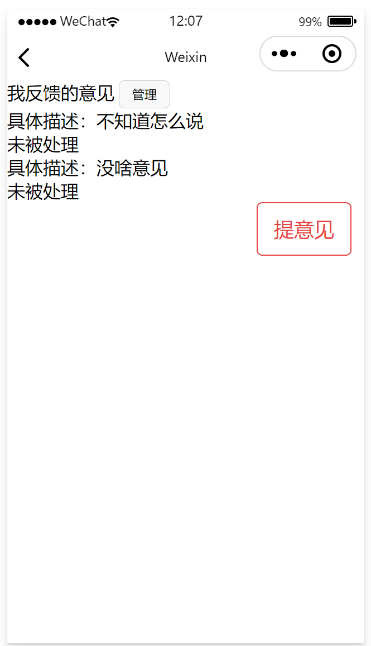 WeChat 12:07 99%
Weixin
我反馈的意见 管理
具体描述：不知道怎么说
未被处理
具体描述：没啥意见
未被处理
提意见